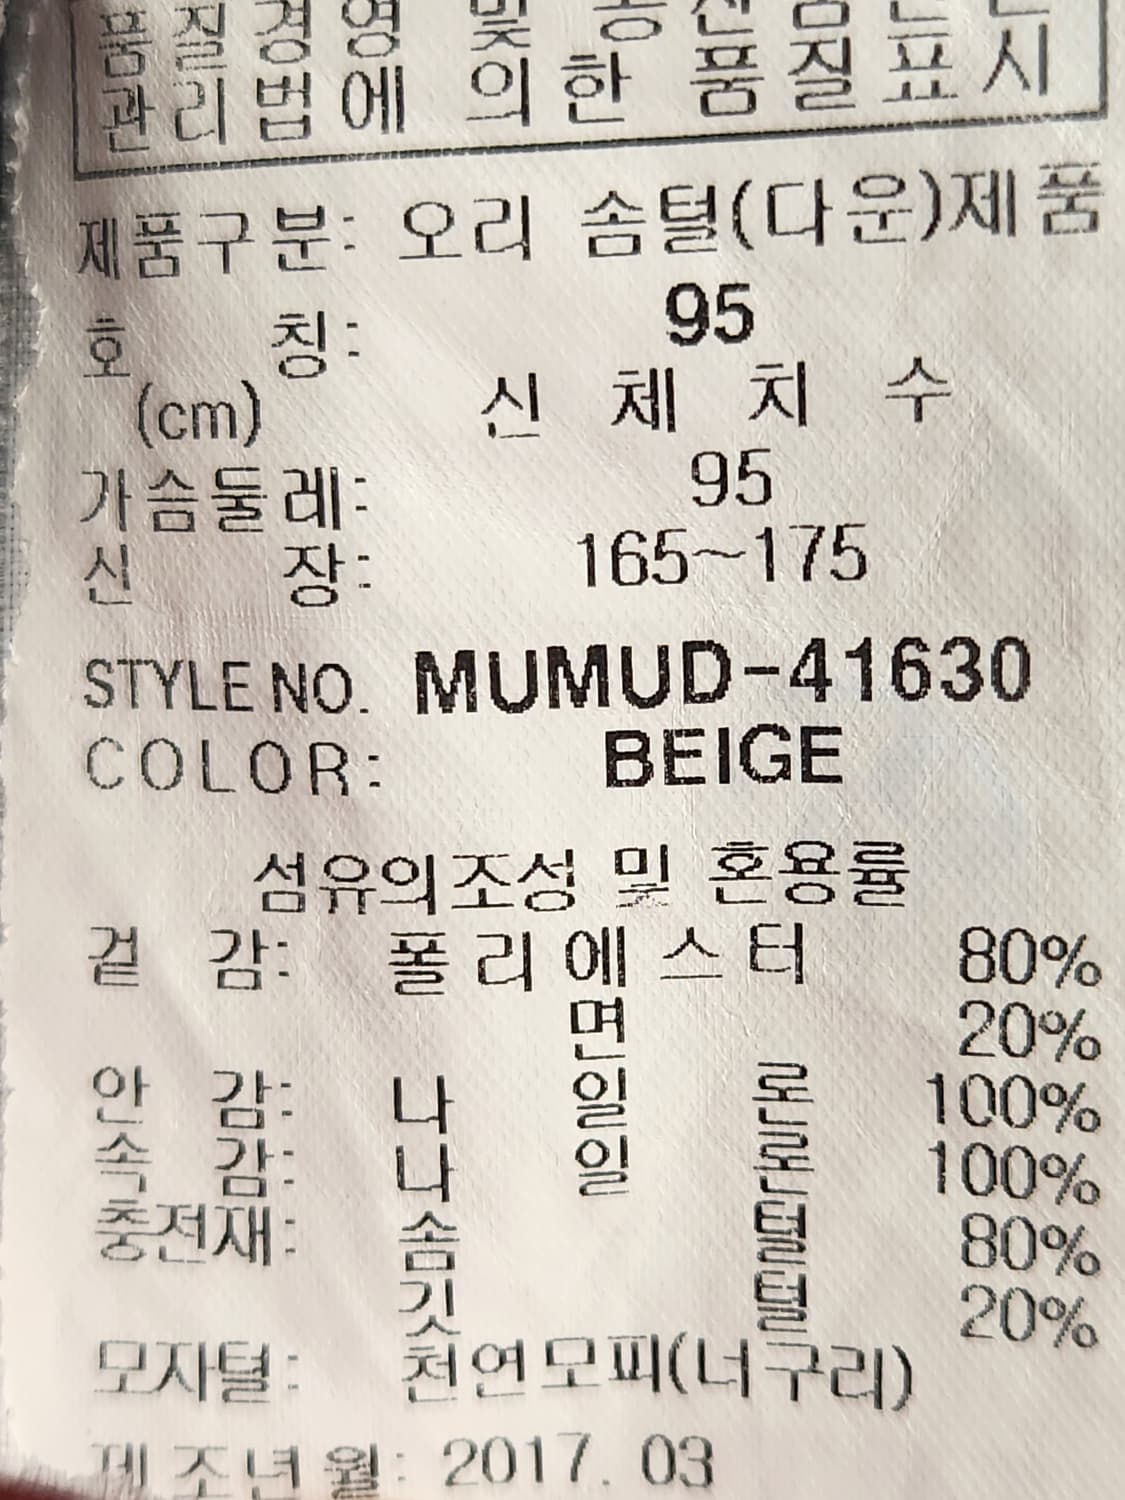 품질경영 및
관리법에 의한 품질표시
제품구분: 오리 솜털(다운)제품
호 칭: 95
(cm) 신 체 치 수
가슴둘레: 95
신 장: 165~175
STYLE NO. MUMUD-41630
COLOR: BEIGE
섬유의조성 및 혼용률
겉 감: 폴리에스터 80%
면 20%
안 감: 나 일 론 100%
속 감: 나 일 론 100%
충전재: 솜 털 80%
깃 털 20%
모자털: 천연모피(너구리)
제조년월: 2017. 03